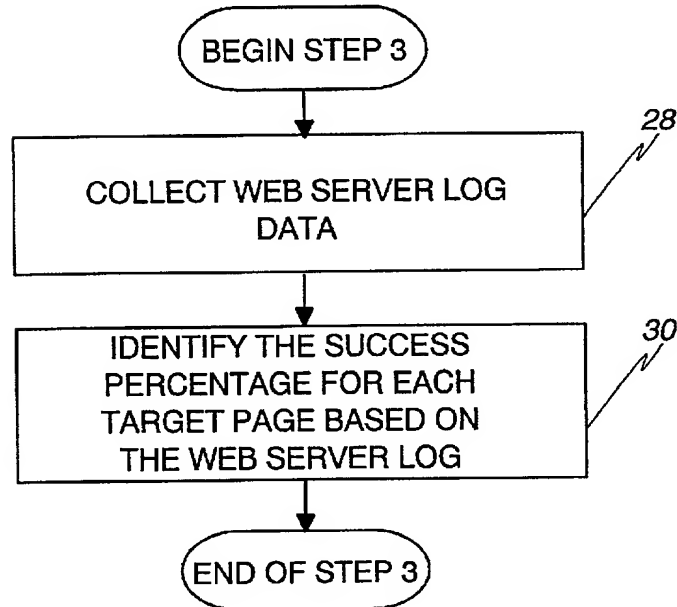 BEGIN STEP 3
28
COLLECT WEB SERVER LOG
DATA
30
IDENTIFY THE SUCCESS
PERCENTAGE FOR EACH
TARGET PAGE BASED ON
THE WEB SERVER LOG
END OF STEP 3